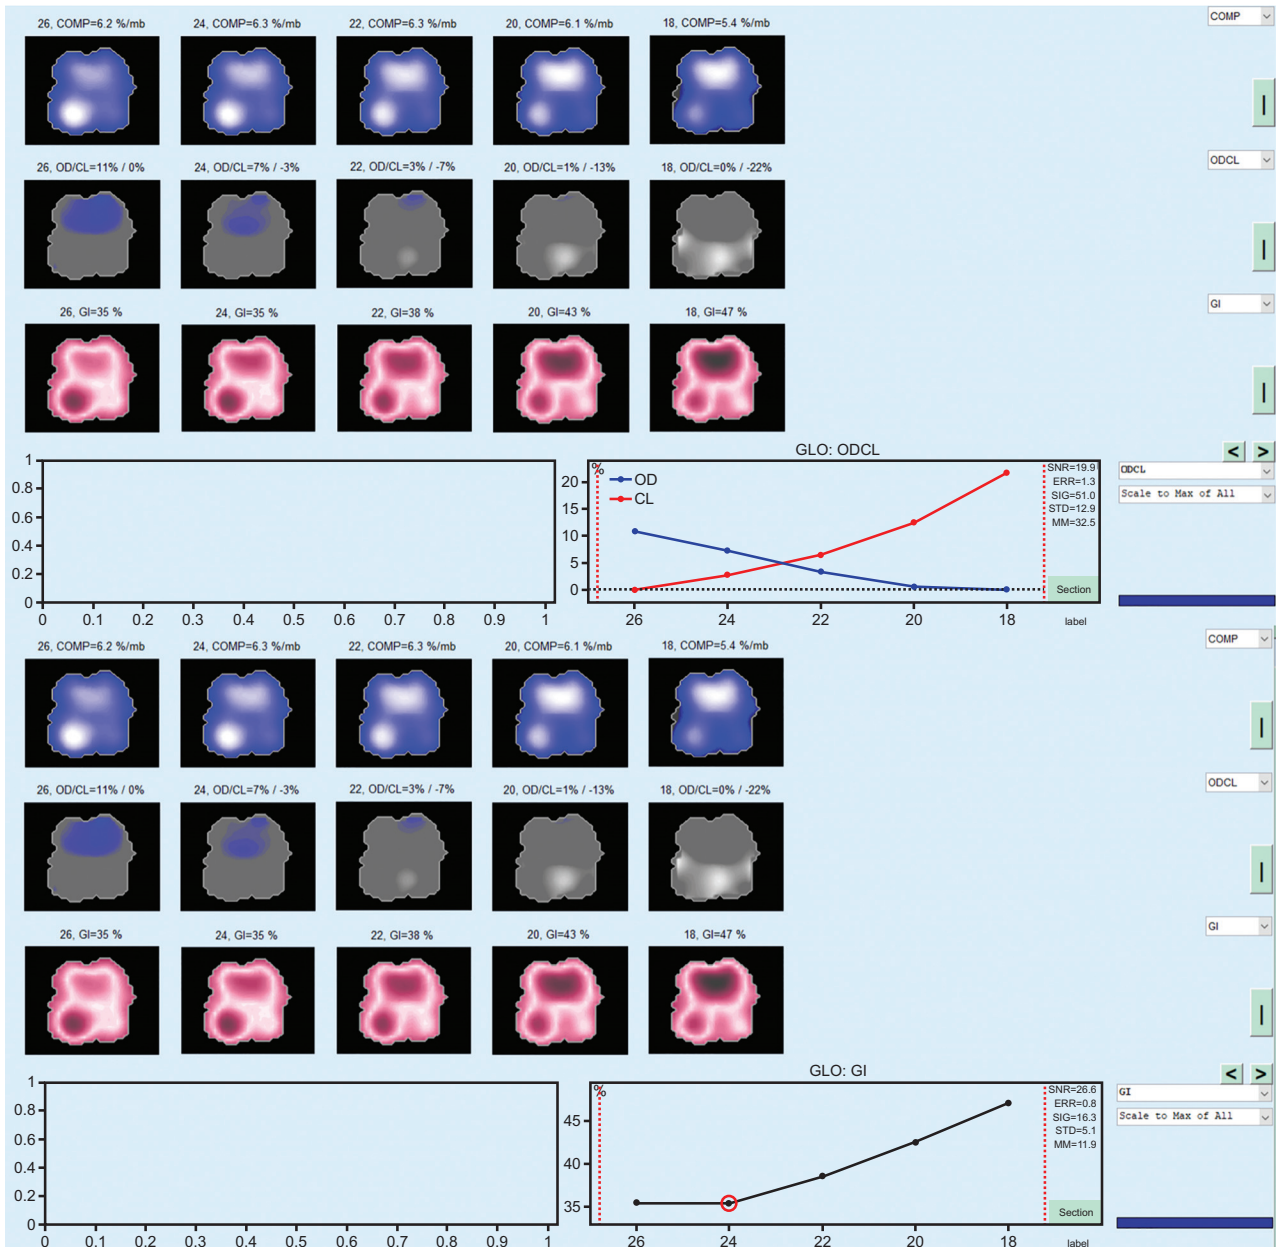 26, COMP=6.2 %/mb 24, COMP=6.3 %/mb 22, COMP=6.3 %/mb 20, COMP=6.1 %/mb 18, COMP=5.4 %/mb COMP
26, OD/CL=11% / 0% 24, OD/CL=7% / -3% 22, OD/CL=3% / -7% 20, OD/CL=1% / -13% 18, OD/CL=0% / -22% ODCL
26, GI=35 % 24, GI=35 % 22, GI=38 % 20, GI=43 % 18, GI=47 % GI
GLO: ODCL
< >
ODCL
Scale to Max of All
1
0.8
0.6
0.4
0.2
0
0 0.1 0.2 0.3 0.4 0.5 0.6 0.7 0.8 0.9 1
%
20
15
10
5
0
OD
CL
SNR=19.9
ERR=1.3
SIG=51.0
STD=12.9
MM=32.5
Section
26 24 22 20 18 label
26, COMP=6.2 %/mb 24, COMP=6.3 %/mb 22, COMP=6.3 %/mb 20, COMP=6.1 %/mb 18, COMP=5.4 %/mb COMP
26, OD/CL=11% / 0% 24, OD/CL=7% / -3% 22, OD/CL=3% / -7% 20, OD/CL=1% / -13% 18, OD/CL=0% / -22% ODCL
26, GI=35 % 24, GI=35 % 22, GI=38 % 20, GI=43 % 18, GI=47 % GI
GLO: GI
< >
GI
Scale to Max of All
1
0.8
0.6
0.4
0.2
0
0 0.1 0.2 0.3 0.4 0.5 0.6 0.7 0.8 0.9 1
%
45
40
35
SNR=26.6
ERR=0.8
SIG=16.3
STD=5.1
MM=11.9
Section
26 24 22 20 18 label